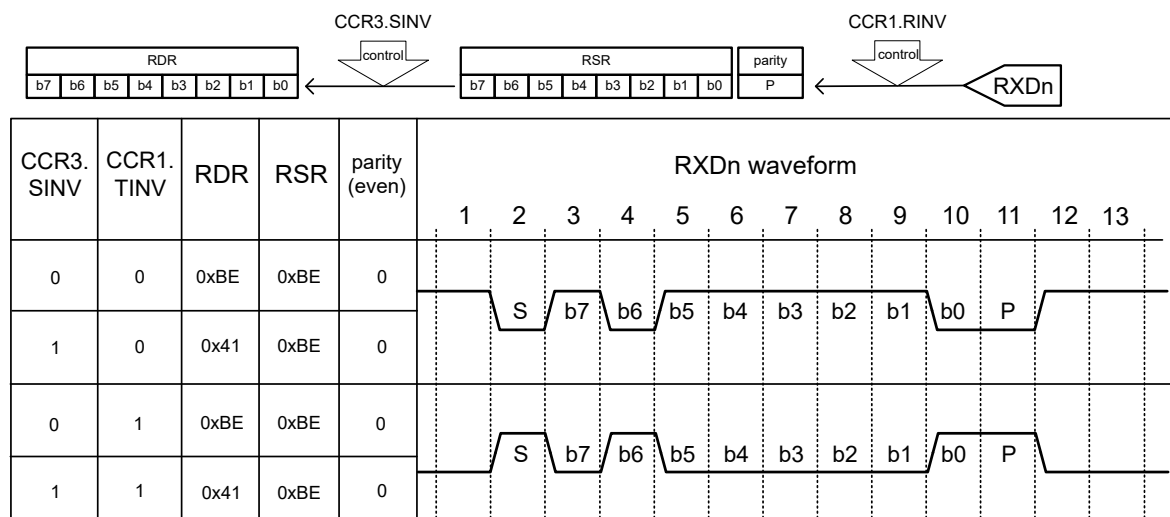 CCR3.SINV
CCR1.RINV
control
control
RDR
RSR
parity
b7 b6 b5 b4 b3 b2 b1 b0
b7 b6 b5 b4 b3 b2 b1 b0
P
RXDn
CCR3. SINV
CCR1. TINV
RDR
RSR
parity (even)
RXDn waveform
1 2 3 4 5 6 7 8 9 10 11 12 13
0 0 0xBE 0xBE 0
S b7 b6 b5 b4 b3 b2 b1 b0 P
1 0 0x41 0xBE 0
0 1 0xBE 0xBE 0
S b7 b6 b5 b4 b3 b2 b1 b0 P
1 1 0x41 0xBE 0